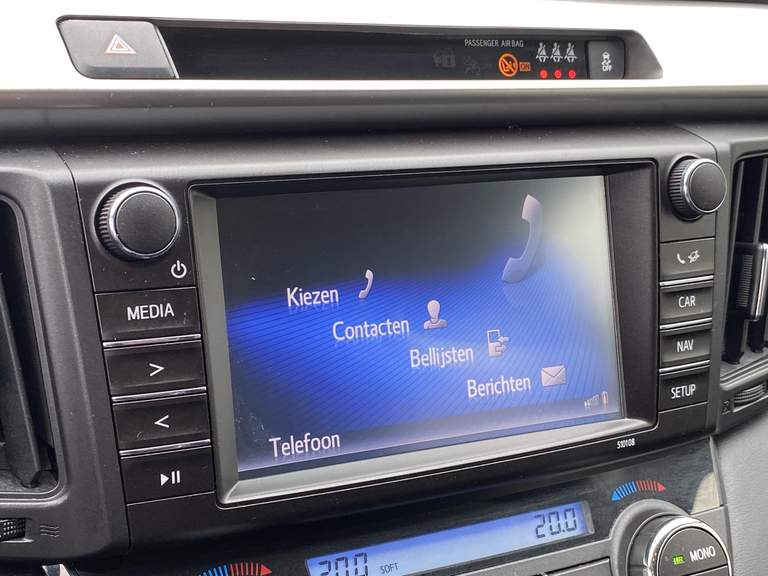 PASSENGER AIR BAG
OFF
MEDIA
>
<
Kiezen
Contacten
Bellijsten
Berichten
Telefoon
CAR
NAV
SETUP
510108
20.0
20.0 SOFT
MONO